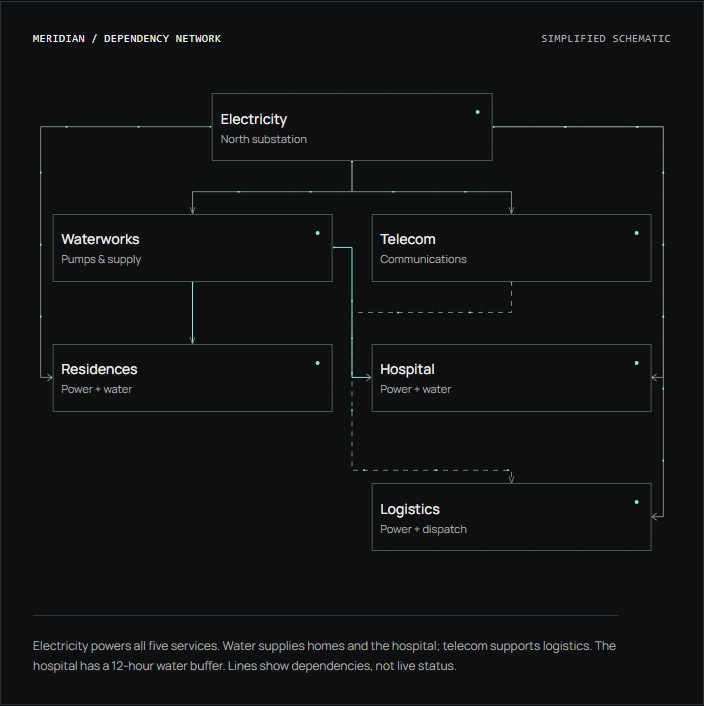 MERIDIAN / DEPENDENCY NETWORK
SIMPLIFIED SCHEMATIC
Electricity
North substation
Waterworks
Pumps & supply
Telecom
Communications
Residences
Power + water
Hospital
Power + water
Logistics
Power + dispatch
Electricity powers all five services. Water supplies homes and the hospital; telecom supports logistics. The
hospital has a 12-hour water buffer. Lines show dependencies, not live status.